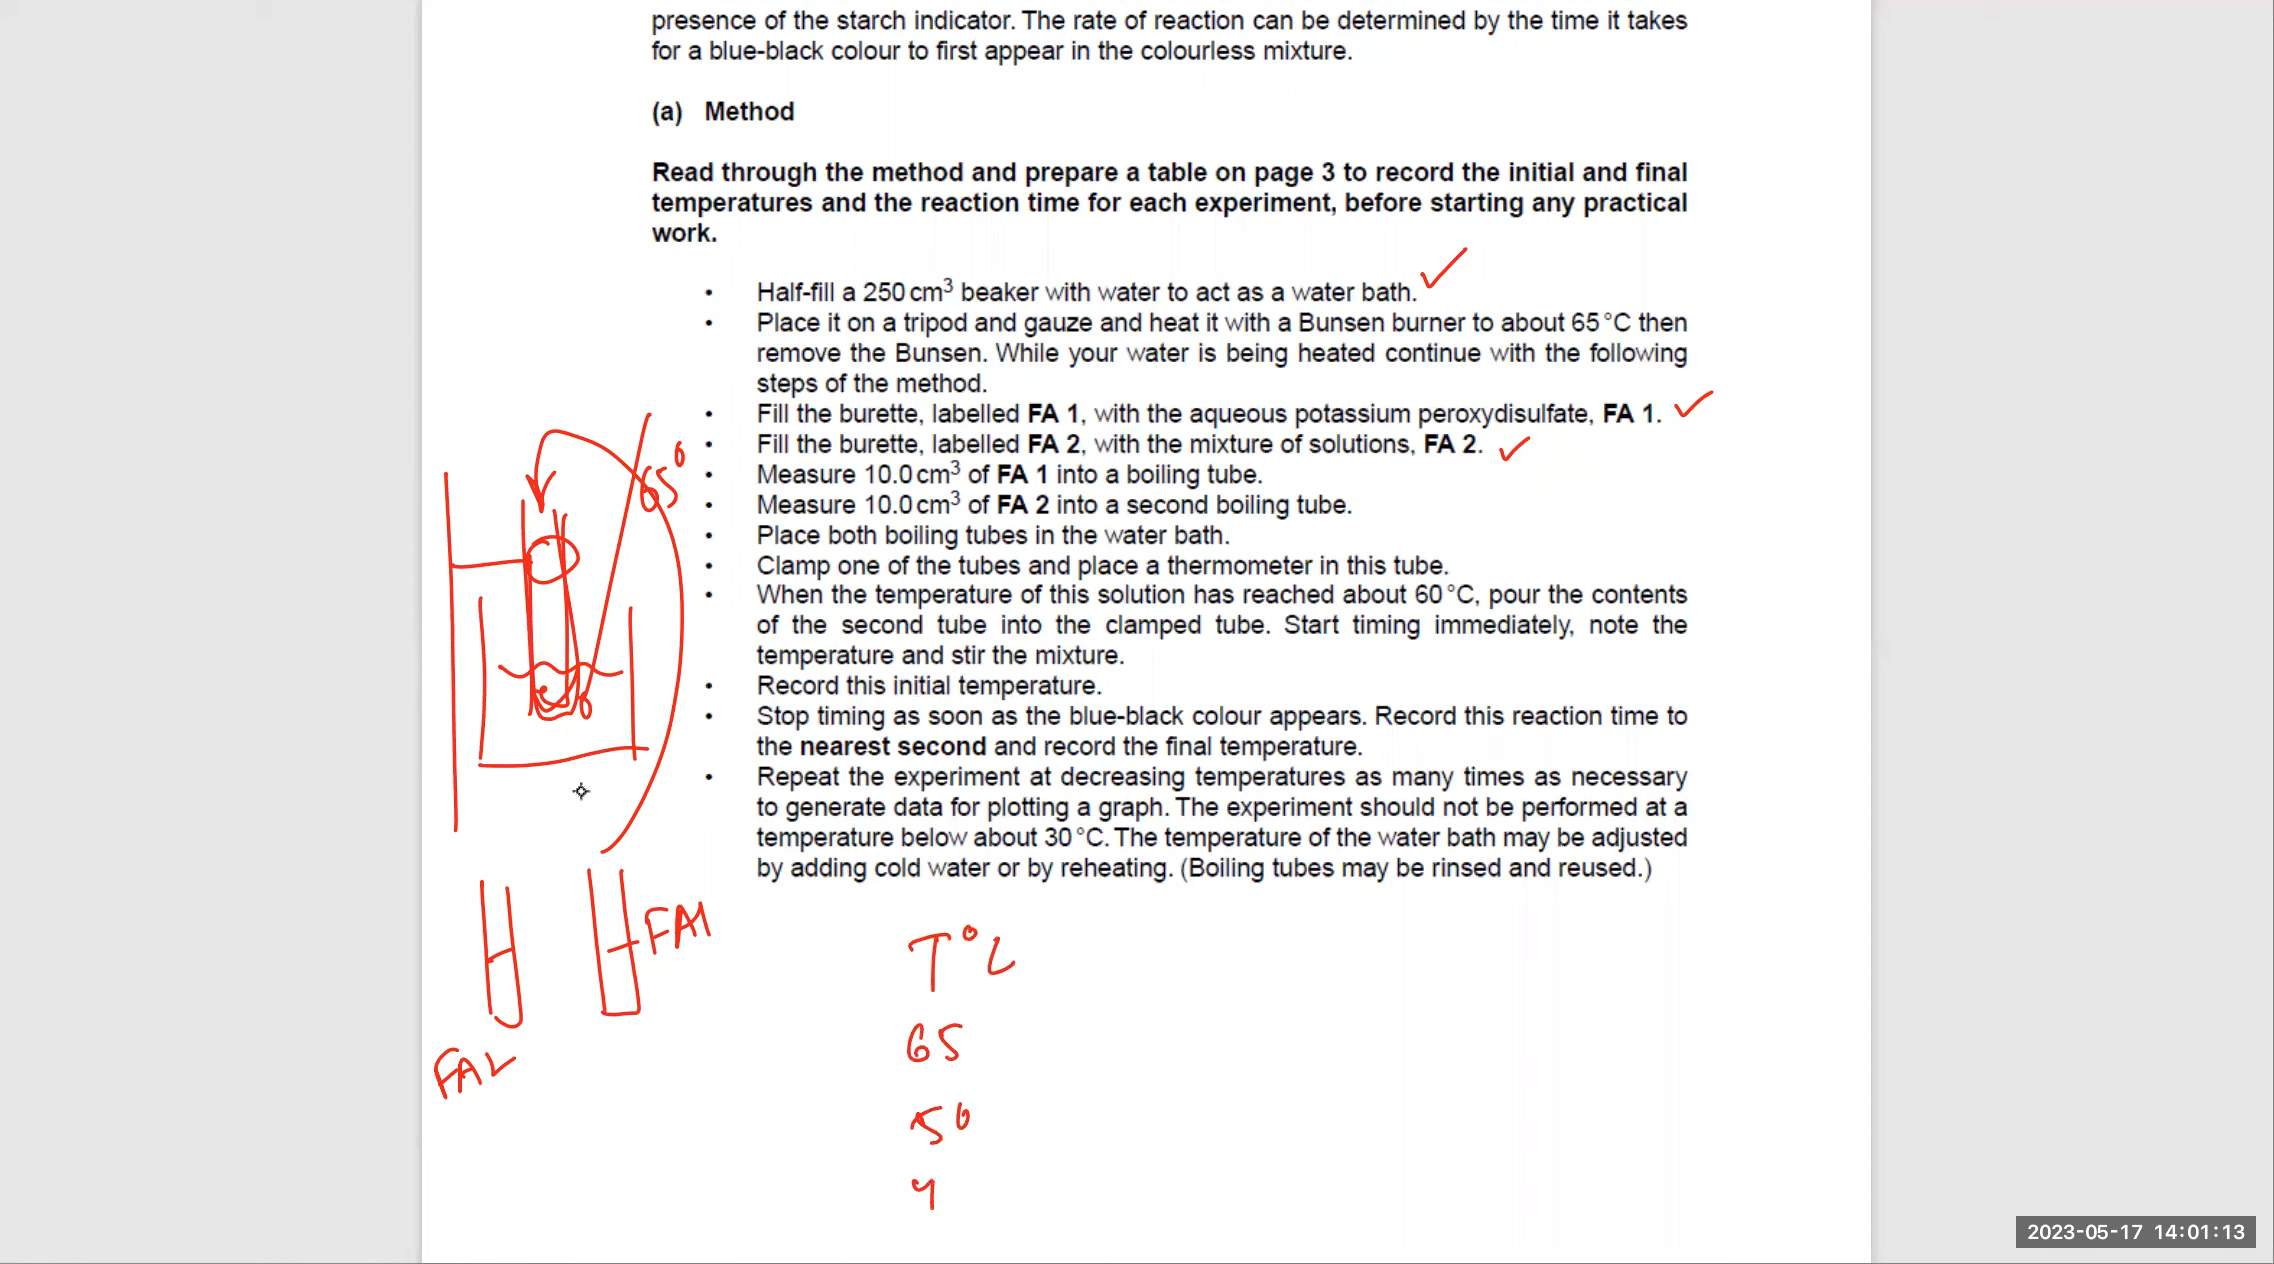 presence of the starch indicator. The rate of reaction can be determined by the time it takes
for a blue-black colour to first appear in the colourless mixture.
(a) Method
Read through the method and prepare a table on page 3 to record the initial and final
temperatures and the reaction time for each experiment, before starting any practical
work.
• Half-fill a 250 cm³ beaker with water to act as a water bath.
• Place it on a tripod and gauze and heat it with a Bunsen burner to about 65 °C then
remove the Bunsen. While your water is being heated continue with the following
steps of the method.
• Fill the burette, labelled FA 1, with the aqueous potassium peroxydisulfate, FA 1.
• Fill the burette, labelled FA 2, with the mixture of solutions, FA 2.
• Measure 10.0 cm³ of FA 1 into a boiling tube.
• Measure 10.0 cm³ of FA 2 into a second boiling tube.
• Place both boiling tubes in the water bath.
• Clamp one of the tubes and place a thermometer in this tube.
• When the temperature of this solution has reached about 60 °C, pour the contents
of the second tube into the clamped tube. Start timing immediately, note the
temperature and stir the mixture.
• Record this initial temperature.
• Stop timing as soon as the blue-black colour appears. Record this reaction time to
the nearest second and record the final temperature.
• Repeat the experiment at decreasing temperatures as many times as necessary
to generate data for plotting a graph. The experiment should not be performed at a
temperature below about 30 °C. The temperature of the water bath may be adjusted
by adding cold water or by reheating. (Boiling tubes may be rinsed and reused.)
65°
FA1
FA2
T°C
65
50
4
2023-05-17 14:01:13